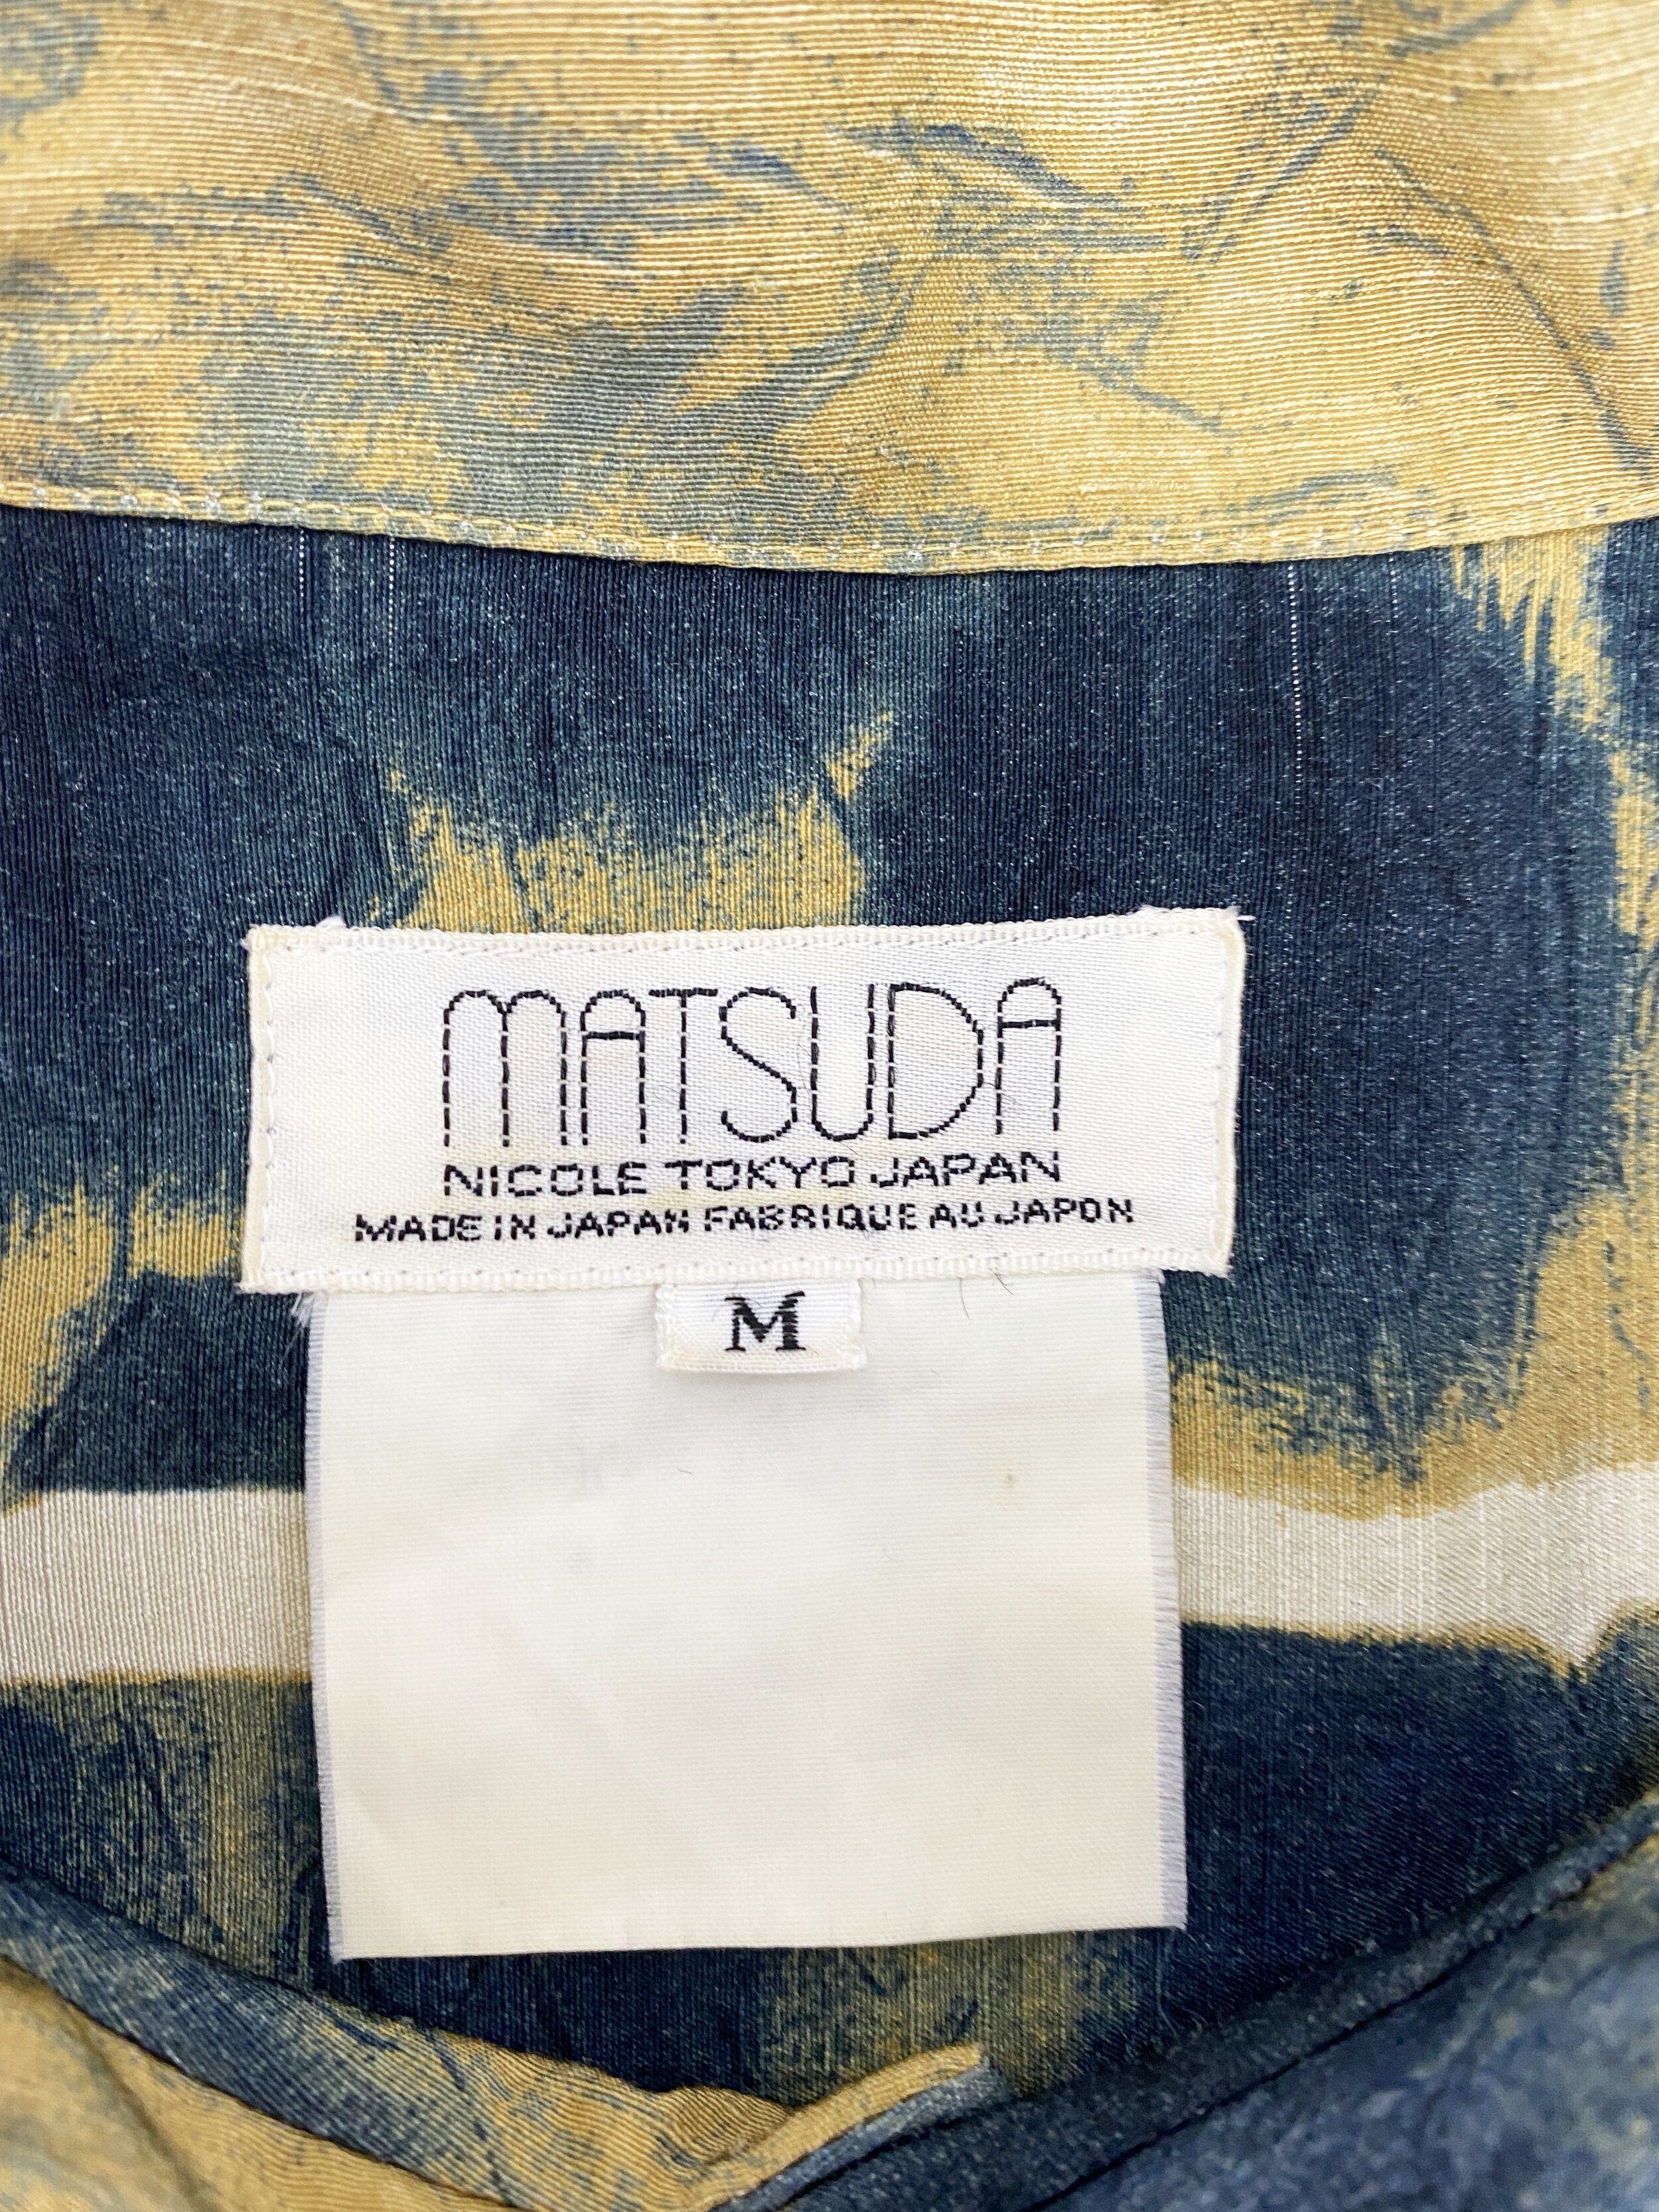 MATSUDA
NICOLE TOKYO JAPAN
MADE IN JAPAN FABRIQUE AU JAPON
M